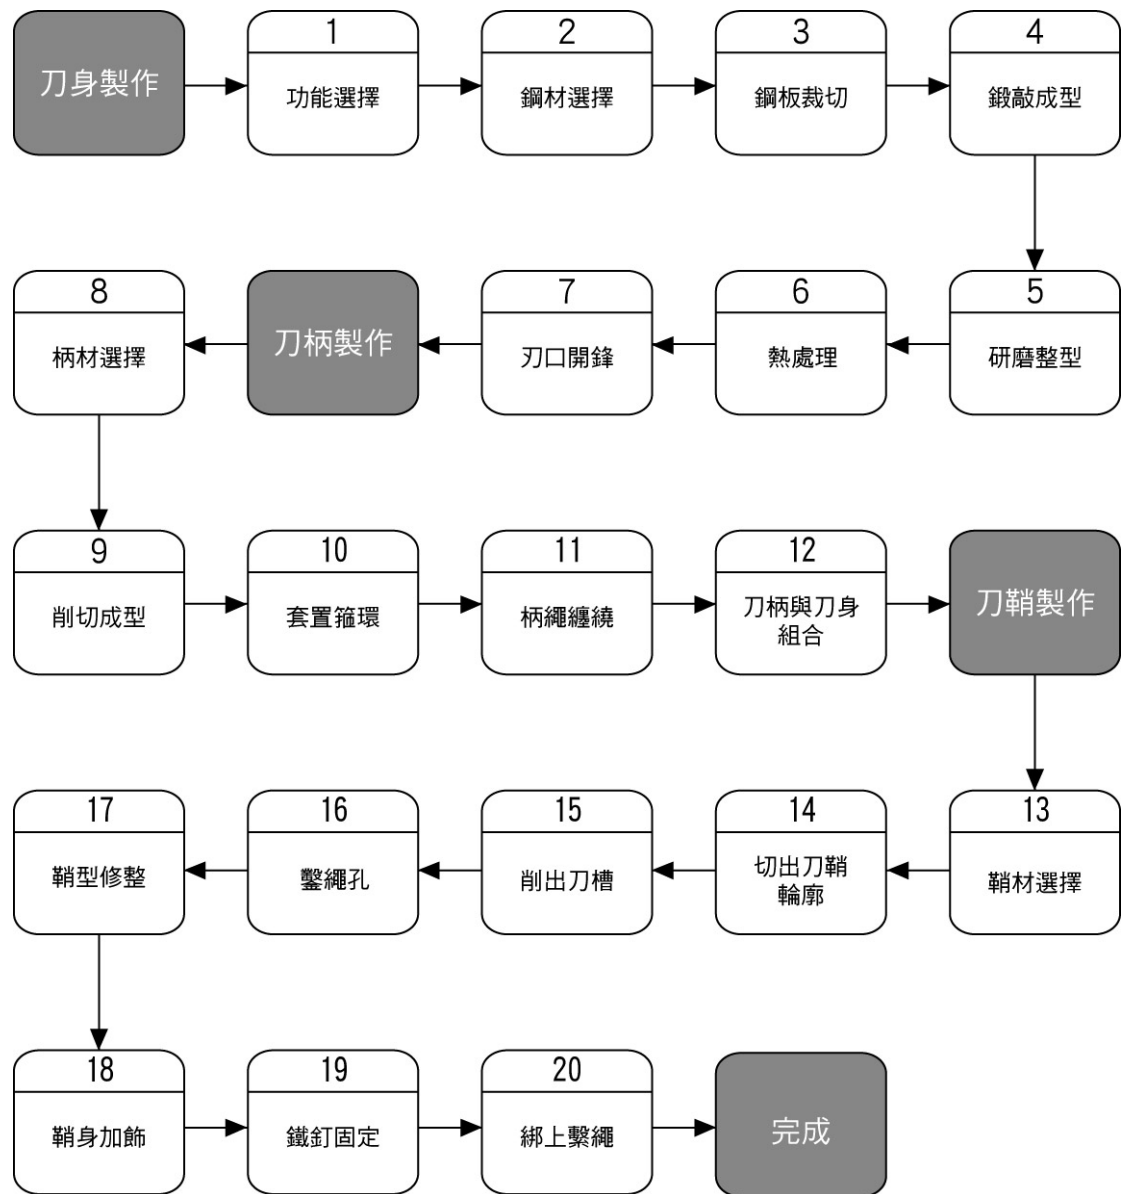 刀身製作
1
功能選擇
2
鋼材選擇
3
鋼板裁切
4
鍛敲成型
5
研磨整型
6
熱處理
7
刃口開鋒
刀柄製作
8
柄材選擇
9
削切成型
10
套置箍環
11
柄繩纏繞
12
刀柄與刀身
組合
刀鞘製作
13
鞘材選擇
14
切出刀鞘
輪廓
15
削出刀槽
16
鑿繩孔
17
鞘型修整
18
鞘身加飾
19
鐵釘固定
20
綁上繫繩
完成